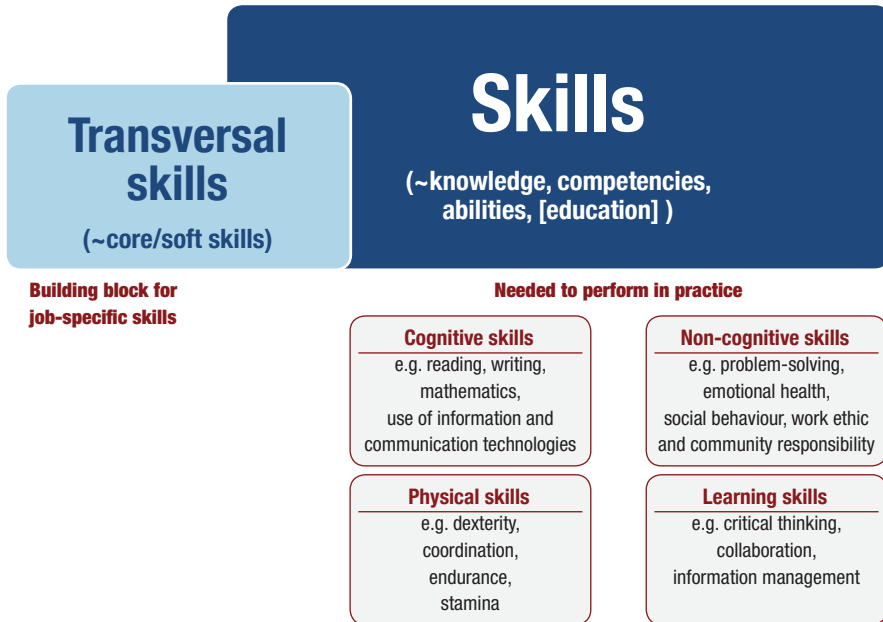 Transversal
skills
(~core/soft skills)
Skills
(~knowledge, competencies,
abilities, [education] )
Building block for
job-specific skills
Needed to perform in practice
Cognitive skills
e.g. reading, writing,
mathematics,
use of information and
communication technologies
Non-cognitive skills
e.g. problem-solving,
emotional health,
social behaviour, work ethic
and community responsibility
Physical skills
e.g. dexterity,
coordination,
endurance,
stamina
Learning skills
e.g. critical thinking,
collaboration,
information management